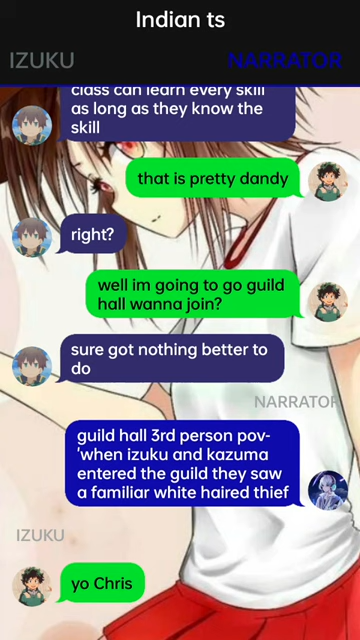 Indian ts
IZUKU
NARRATOR
class can learn every skill
as long as they know the
skill
that is pretty dandy
right?
well im going to go guild
hall wanna join?
sure got nothing better to
do
NARRATOR
guild hall 3rd person pov-
'when izuku and kazuma
entered the guild they saw
a familiar white haired thief
IZUKU
yo Chris